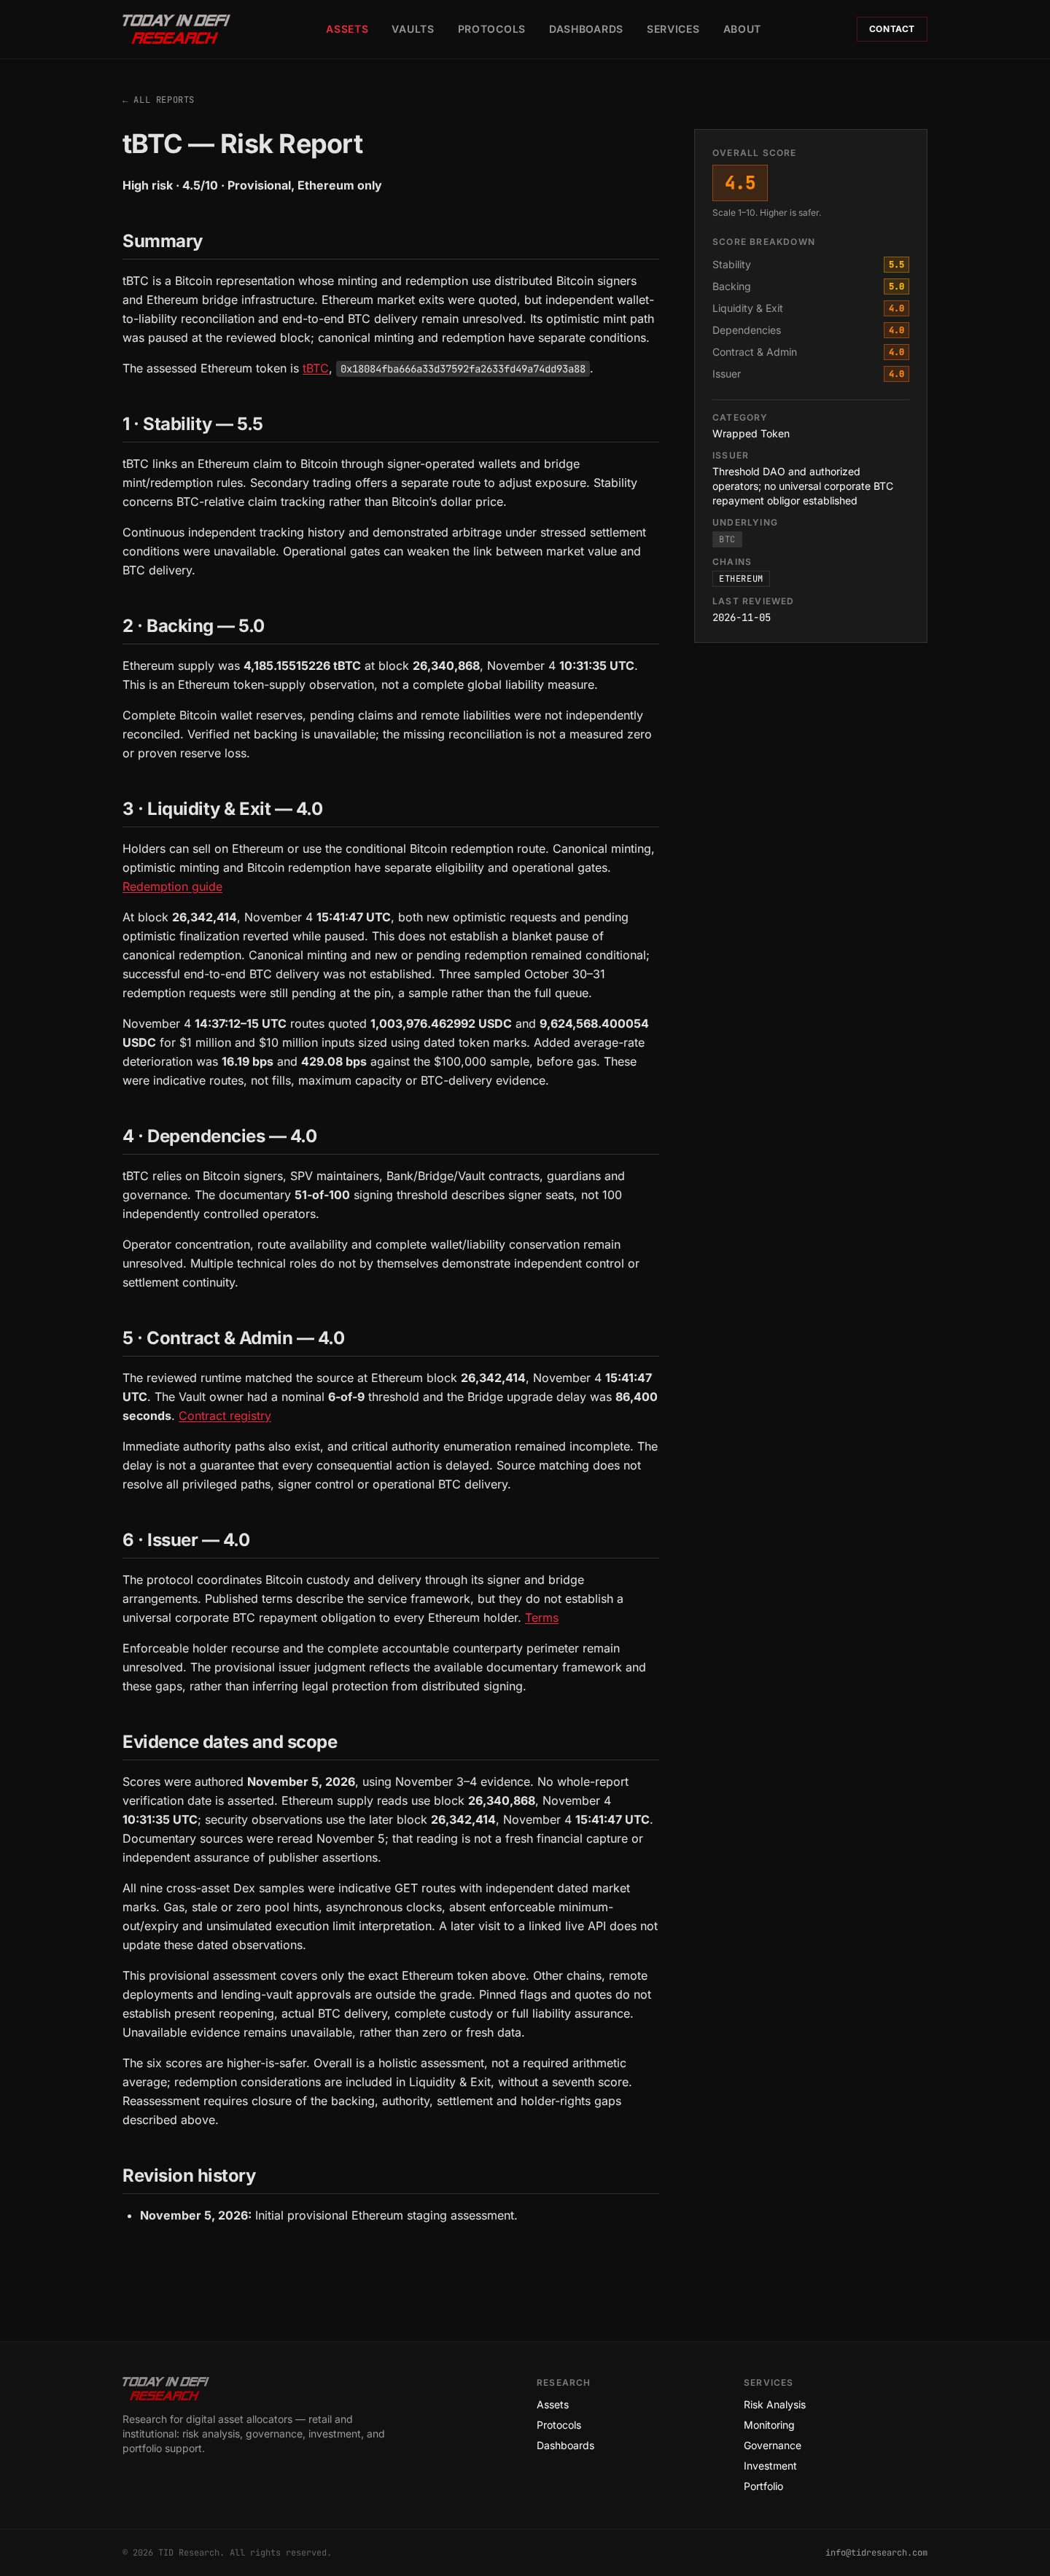 TODAY IN DEFI
RESEARCH
ASSETS
VAULTS
PROTOCOLS
DASHBOARDS
SERVICES
ABOUT
CONTACT
← ALL REPORTS
tBTC — Risk Report
High risk · 4.5/10 · Provisional, Ethereum only
Summary
tBTC is a Bitcoin representation whose minting and redemption use distributed Bitcoin signers
and Ethereum bridge infrastructure. Ethereum market exits were quoted, but independent wallet-
to-liability reconciliation and end-to-end BTC delivery remain unresolved. Its optimistic mint path
was paused at the reviewed block; canonical minting and redemption have separate conditions.
The assessed Ethereum token is tBTC, 0x18084fba666a33d37592fa2633fd49a74dd93a88.
1 · Stability — 5.5
tBTC links an Ethereum claim to Bitcoin through signer-operated wallets and bridge
mint/redemption rules. Secondary trading offers a separate route to adjust exposure. Stability
concerns BTC-relative claim tracking rather than Bitcoin’s dollar price.
Continuous independent tracking history and demonstrated arbitrage under stressed settlement
conditions were unavailable. Operational gates can weaken the link between market value and
BTC delivery.
2 · Backing — 5.0
Ethereum supply was 4,185.15515226 tBTC at block 26,340,868, November 4 10:31:35 UTC.
This is an Ethereum token-supply observation, not a complete global liability measure.
Complete Bitcoin wallet reserves, pending claims and remote liabilities were not independently
reconciled. Verified net backing is unavailable; the missing reconciliation is not a measured zero
or proven reserve loss.
3 · Liquidity & Exit — 4.0
Holders can sell on Ethereum or use the conditional Bitcoin redemption route. Canonical minting,
optimistic minting and Bitcoin redemption have separate eligibility and operational gates.
Redemption guide
At block 26,342,414, November 4 15:41:47 UTC, both new optimistic requests and pending
optimistic finalization reverted while paused. This does not establish a blanket pause of
canonical redemption. Canonical minting and new or pending redemption remained conditional;
successful end-to-end BTC delivery was not established. Three sampled October 30–31
redemption requests were still pending at the pin, a sample rather than the full queue.
November 4 14:37:12–15 UTC routes quoted 1,003,976.462992 USDC and 9,624,568.400054
USDC for $1 million and $10 million inputs sized using dated token marks. Added average-rate
deterioration was 16.19 bps and 429.08 bps against the $100,000 sample, before gas. These
were indicative routes, not fills, maximum capacity or BTC-delivery evidence.
4 · Dependencies — 4.0
tBTC relies on Bitcoin signers, SPV maintainers, Bank/Bridge/Vault contracts, guardians and
governance. The documentary 51-of-100 signing threshold describes signer seats, not 100
independently controlled operators.
Operator concentration, route availability and complete wallet/liability conservation remain
unresolved. Multiple technical roles do not by themselves demonstrate independent control or
settlement continuity.
5 · Contract & Admin — 4.0
The reviewed runtime matched the source at Ethereum block 26,342,414, November 4 15:41:47
UTC. The Vault owner had a nominal 6-of-9 threshold and the Bridge upgrade delay was 86,400
seconds. Contract registry
Immediate authority paths also exist, and critical authority enumeration remained incomplete. The
delay is not a guarantee that every consequential action is delayed. Source matching does not
resolve all privileged paths, signer control or operational BTC delivery.
6 · Issuer — 4.0
The protocol coordinates Bitcoin custody and delivery through its signer and bridge
arrangements. Published terms describe the service framework, but they do not establish a
universal corporate BTC repayment obligation to every Ethereum holder. Terms
Enforceable holder recourse and the complete accountable counterparty perimeter remain
unresolved. The provisional issuer judgment reflects the available documentary framework and
these gaps, rather than inferring legal protection from distributed signing.
Evidence dates and scope
Scores were authored November 5, 2026, using November 3–4 evidence. No whole-report
verification date is asserted. Ethereum supply reads use block 26,340,868, November 4
10:31:35 UTC; security observations use the later block 26,342,414, November 4 15:41:47 UTC.
Documentary sources were reread November 5; that reading is not a fresh financial capture or
independent assurance of publisher assertions.
All nine cross-asset Dex samples were indicative GET routes with independent dated market
marks. Gas, stale or zero pool hints, asynchronous clocks, absent enforceable minimum-
out/expiry and unsimulated execution limit interpretation. A later visit to a linked live API does not
update these dated observations.
This provisional assessment covers only the exact Ethereum token above. Other chains, remote
deployments and lending-vault approvals are outside the grade. Pinned flags and quotes do not
establish present reopening, actual BTC delivery, complete custody or full liability assurance.
Unavailable evidence remains unavailable, rather than zero or fresh data.
The six scores are higher-is-safer. Overall is a holistic assessment, not a required arithmetic
average; redemption considerations are included in Liquidity & Exit, without a seventh score.
Reassessment requires closure of the backing, authority, settlement and holder-rights gaps
described above.
Revision history
• November 5, 2026: Initial provisional Ethereum staging assessment.
OVERALL SCORE
4.5
Scale 1–10. Higher is safer.
SCORE BREAKDOWN
Stability 5.5
Backing 5.0
Liquidity & Exit 4.0
Dependencies 4.0
Contract & Admin 4.0
Issuer 4.0
CATEGORY
Wrapped Token
ISSUER
Threshold DAO and authorized
operators; no universal corporate BTC
repayment obligor established
UNDERLYING
BTC
CHAINS
ETHEREUM
LAST REVIEWED
2026-11-05
TODAY IN DEFI
RESEARCH
Research for digital asset allocators — retail and
institutional: risk analysis, governance, investment, and
portfolio support.
RESEARCH
Assets
Protocols
Dashboards
SERVICES
Risk Analysis
Monitoring
Governance
Investment
Portfolio
© 2026 TID Research. All rights reserved.
info@tidresearch.com